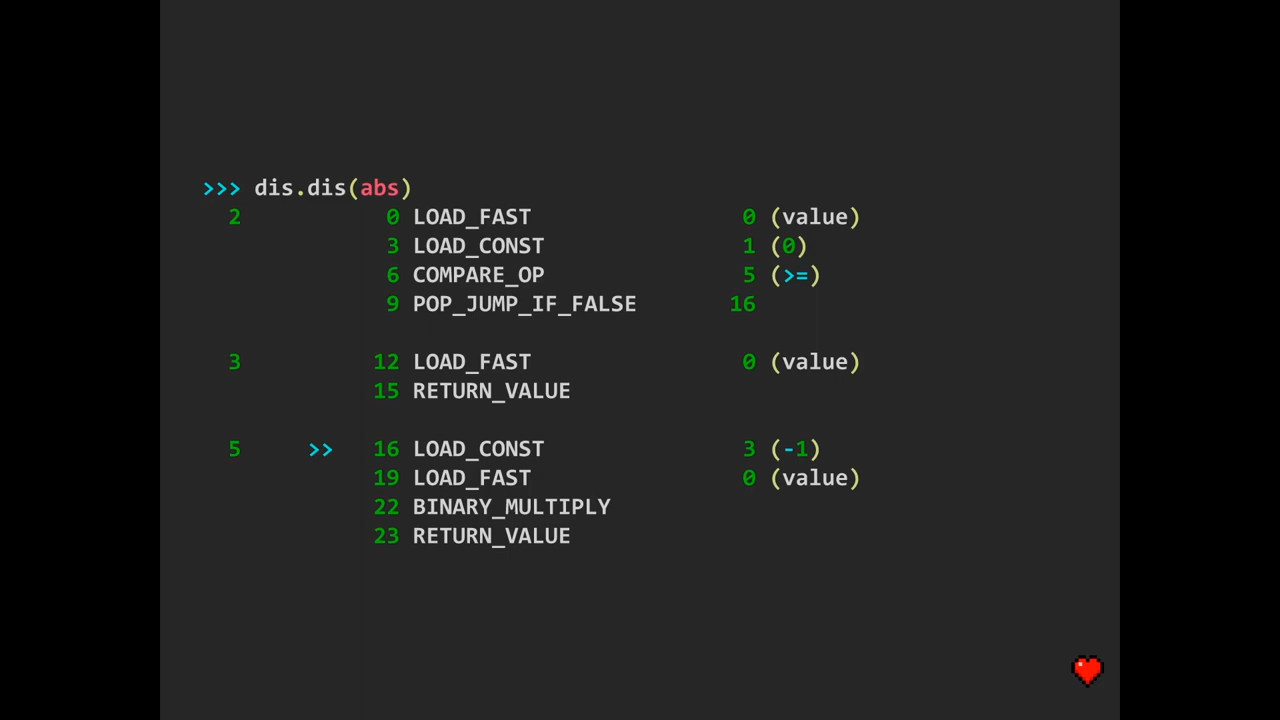 >>> dis.dis(abs)
2 0 LOAD_FAST 0 (value)
3 LOAD_CONST 1 (0)
6 COMPARE_OP 5 (>=)
9 POP_JUMP_IF_FALSE 16
3 12 LOAD_FAST 0 (value)
15 RETURN_VALUE
5 >> 16 LOAD_CONST 3 (-1)
19 LOAD_FAST 0 (value)
22 BINARY_MULTIPLY
23 RETURN_VALUE